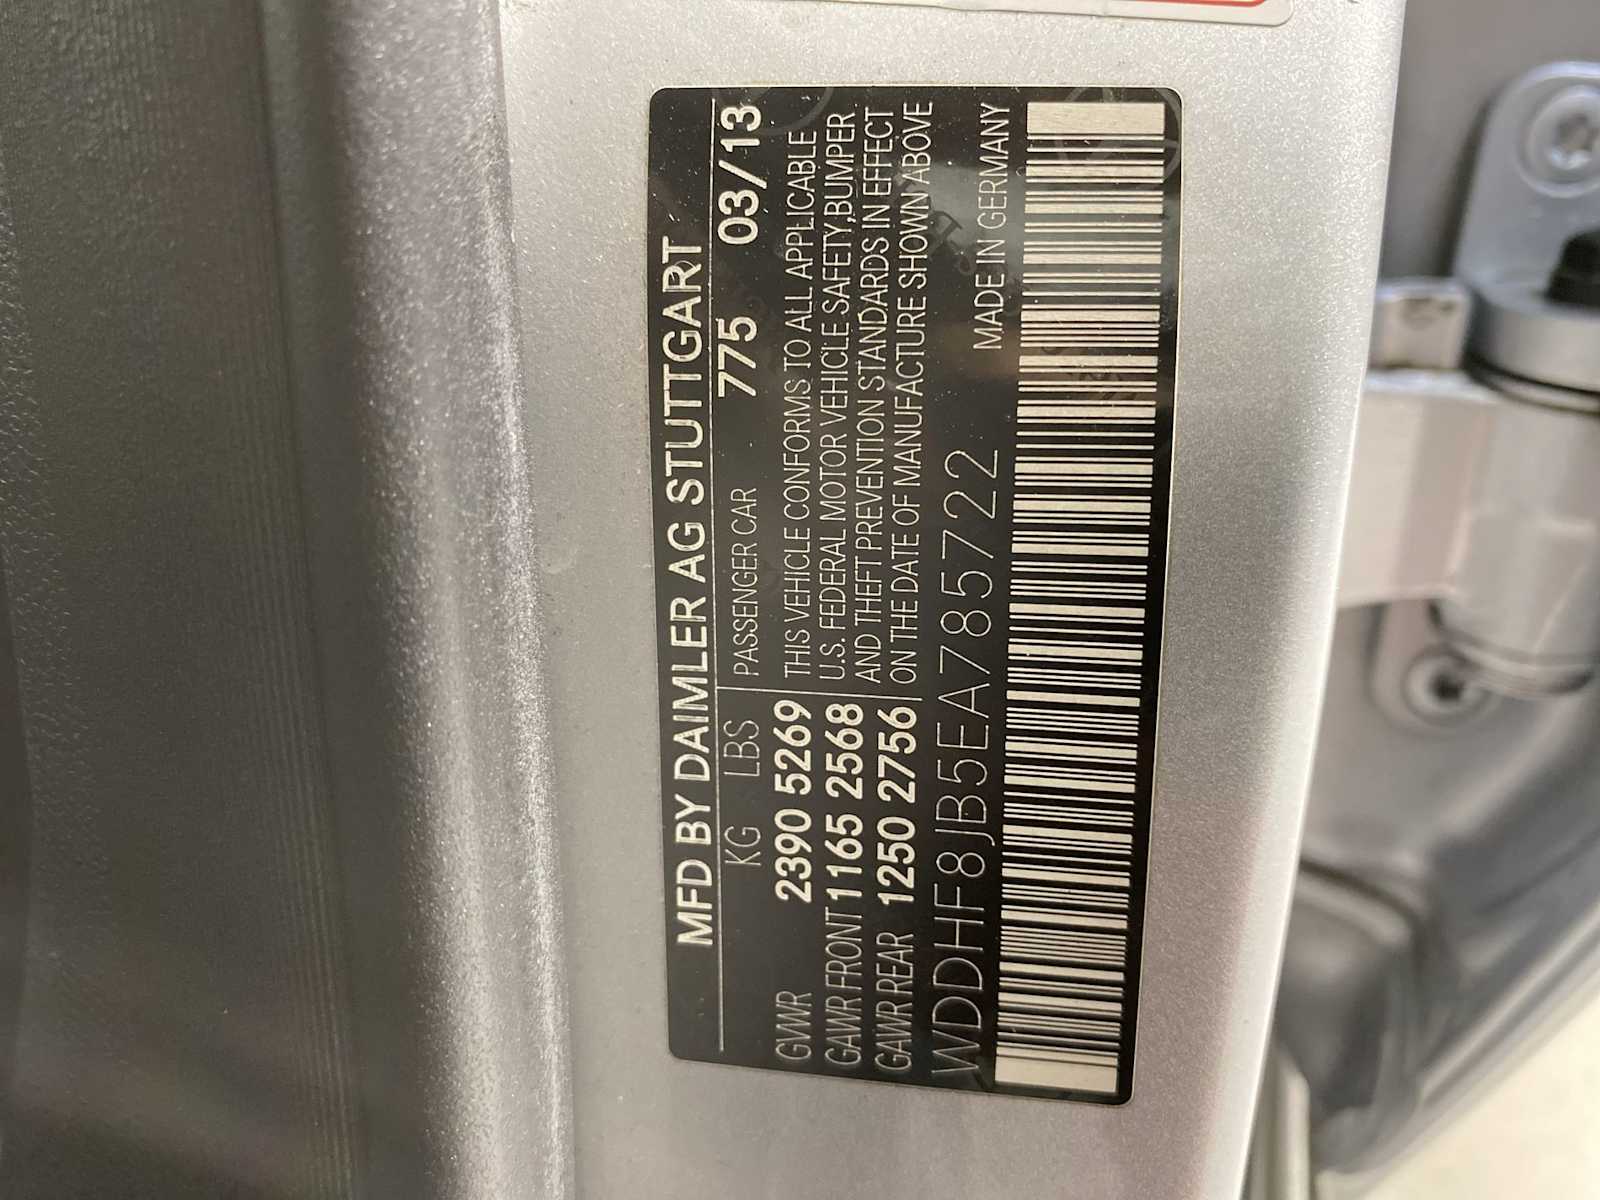 MFD BY DAIMLER AG STUTTGART
KG LBS PASSENGER CAR 775 03/13
GVWR 2390 5269 THIS VEHICLE CONFORMS TO ALL APPLICABLE
GAWR FRONT 1165 2568 U.S. FEDERAL MOTOR VEHICLE SAFETY,BUMPER
GAWR REAR 1250 2756 AND THEFT PREVENTION STANDARDS IN EFFECT
ON THE DATE OF MANUFACTURE SHOWN ABOVE
WDDHF8JB5EA785722 MADE IN GERMANY